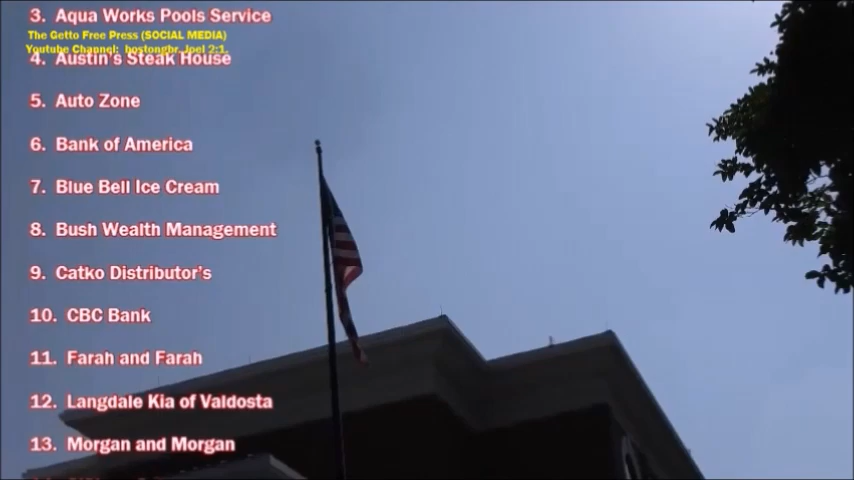 3. Aqua Works Pools Service
The Getto Free Press (SOCIAL MEDIA)
Youtube Channel: bostongbr. Joel 2:1.
4. Austin's Steak House
5. Auto Zone
6. Bank of America
7. Blue Bell Ice Cream
8. Bush Wealth Management
9. Catko Distributor's
10. CBC Bank
11. Farah and Farah
12. Langdale Kia of Valdosta
13. Morgan and Morgan